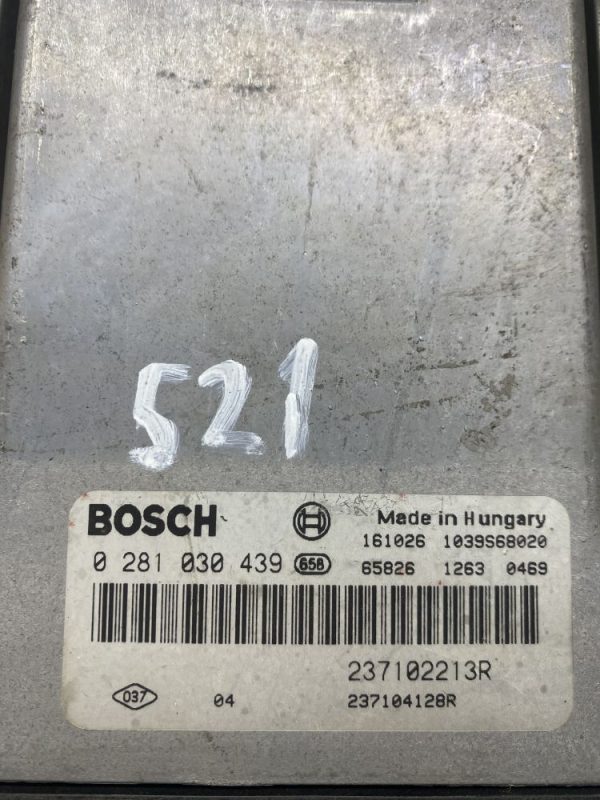 521
BOSCH Made in Hungary
161026 1039S68020
0 281 030 439 658 65826 1263 0469
237102213R
037 04 237104128R